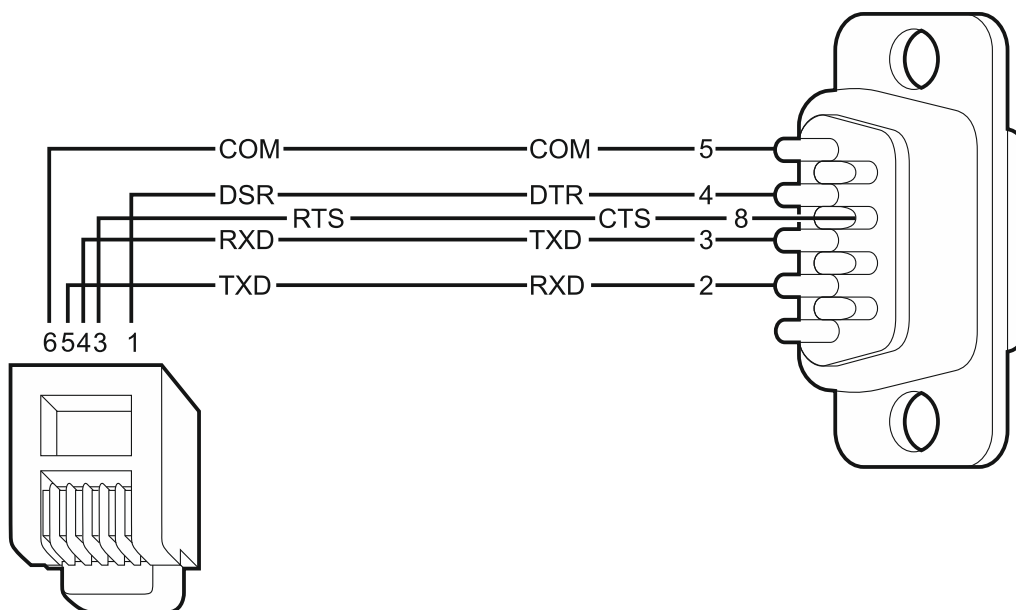 COM COM 5
DSR DTR 4
RTS CTS 8
RXD TXD 3
TXD RXD 2
6543 1